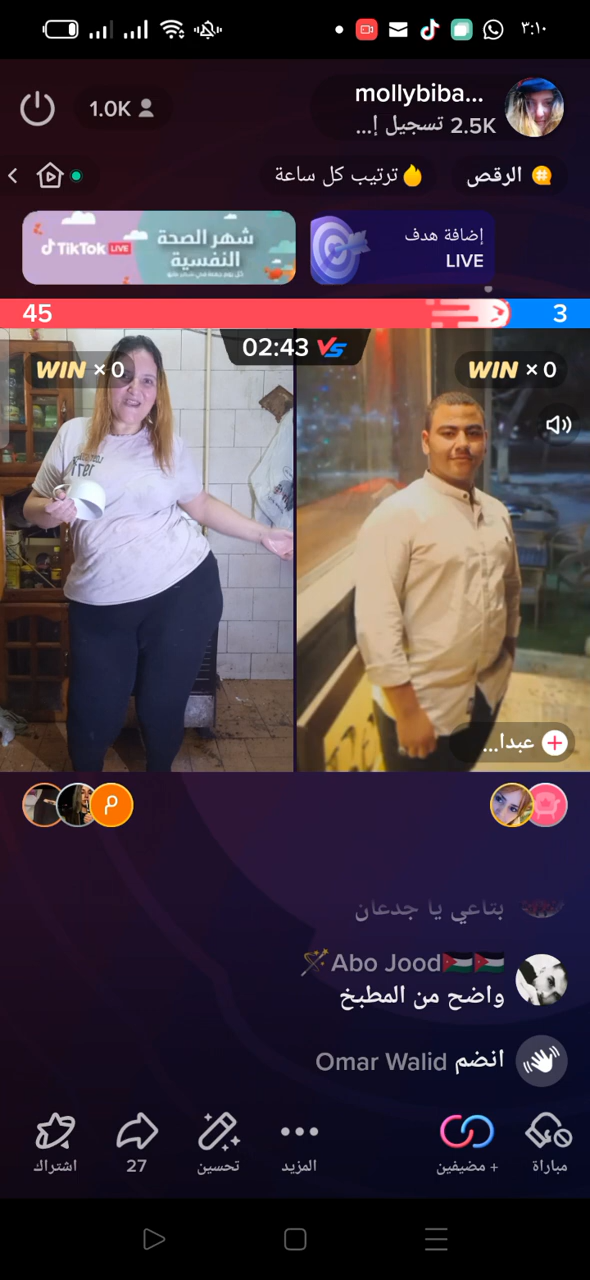 ٣:١٠
mollybiba...
2.5K تسجيل إ...
1.0K
الرقص
ترتيب كل ساعة
إضافة هدف
LIVE
شهر الصحة
النفسية
TikTok LIVE
45
3
02:43 VS
WIN × 0
WIN × 0
عبدا...
م
بتاعي يا جدعان
Abo Jood
واضح من المطبخ
Omar Walid انضم
اشتراك
27
تحسين
المزيد
+ مضيفين
مباراة